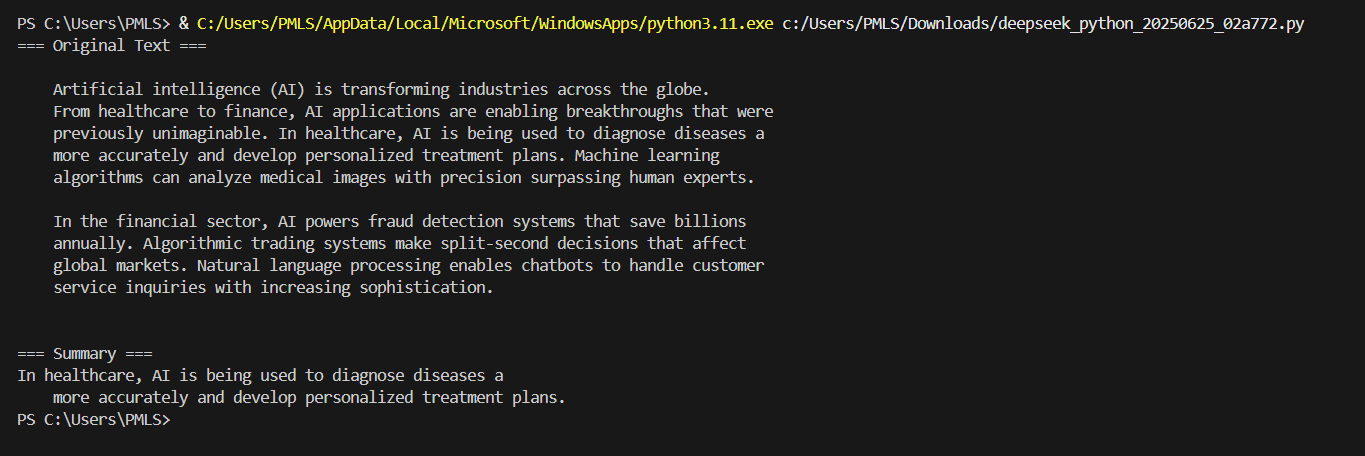 PS C:\Users\PMLS> & C:/Users/PMLS/AppData/Local/Microsoft/WindowsApps/python3.11.exe c:/Users/PMLS/Downloads/deepseek_python_20250625_02a772.py
=== Original Text ===

    Artificial intelligence (AI) is transforming industries across the globe.
    From healthcare to finance, AI applications are enabling breakthroughs that were
    previously unimaginable. In healthcare, AI is being used to diagnose diseases a
    more accurately and develop personalized treatment plans. Machine learning
    algorithms can analyze medical images with precision surpassing human experts.

    In the financial sector, AI powers fraud detection systems that save billions
    annually. Algorithmic trading systems make split-second decisions that affect
    global markets. Natural language processing enables chatbots to handle customer
    service inquiries with increasing sophistication.


=== Summary ===
In healthcare, AI is being used to diagnose diseases a
    more accurately and develop personalized treatment plans.
PS C:\Users\PMLS>